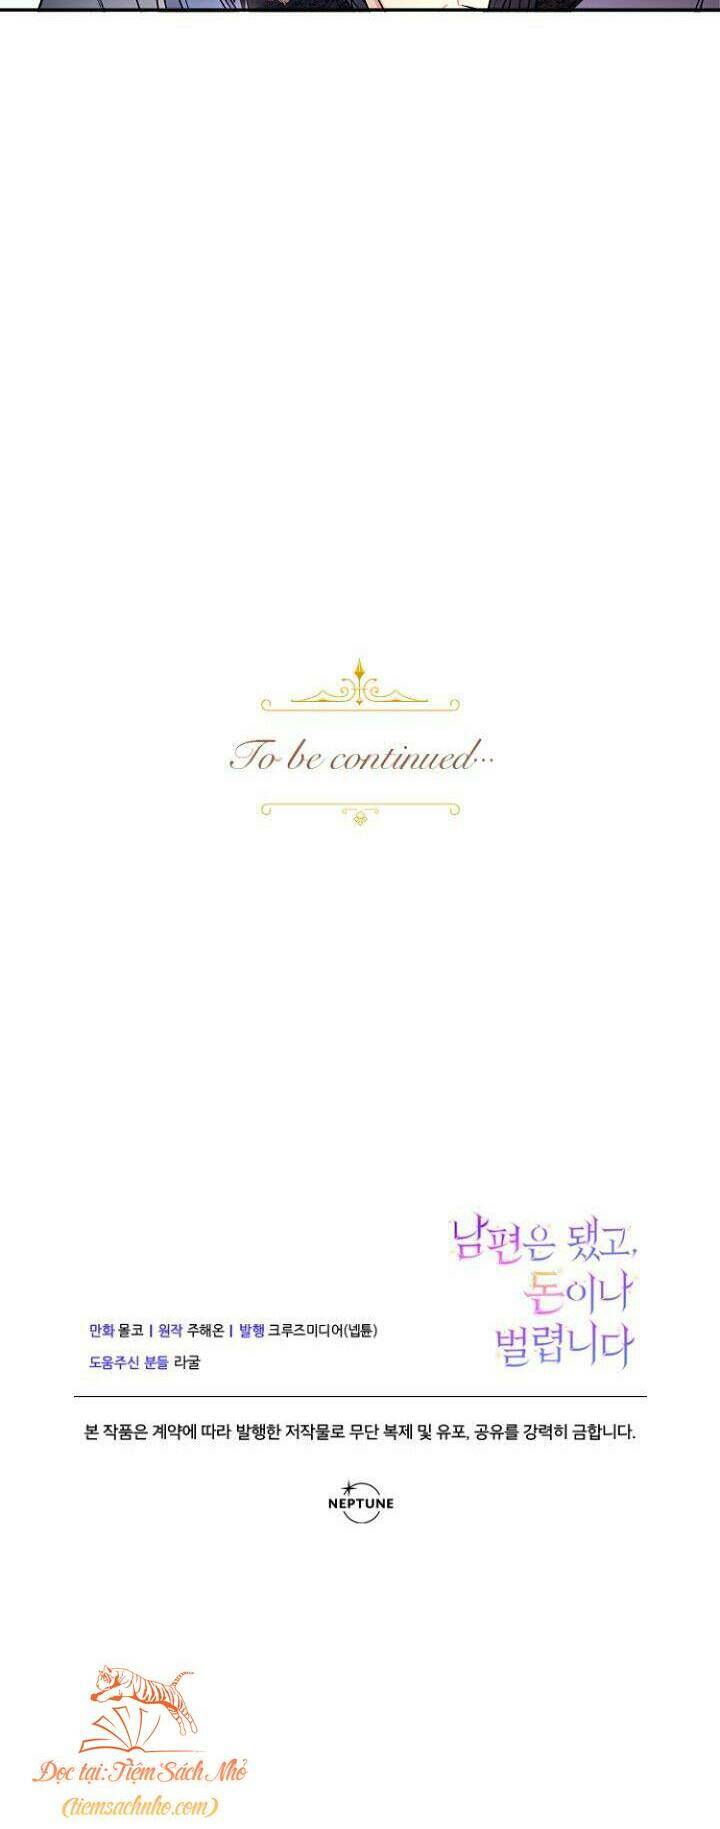 To be continued...
남편은 됐고,
돈이나
벌렵니다
만화 몰코 | 원작 주해온 | 발행 크루즈미디어(넵튠)
도움주신 분들 라굴
본 작품은 계약에 따라 발행한 저작물로 무단 복제 및 유포, 공유를 강력히 금합니다.
NEPTUNE
Đọc tại: Tiệm Sách Nhỏ
(tiemsachnho.com)